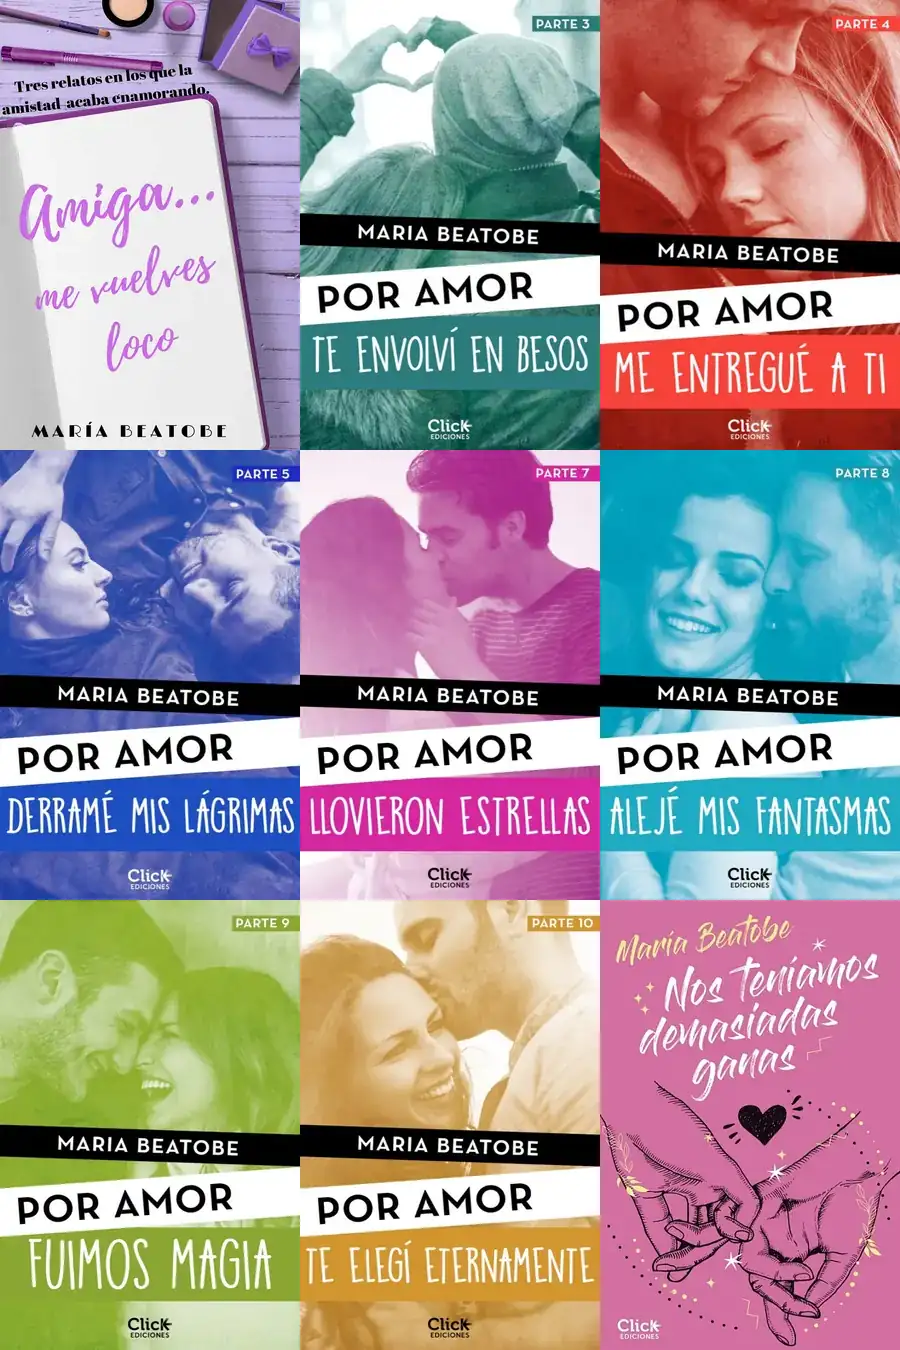 Tres relatos en los que la
amistad acaba enamorando.
Amiga...
me vuelves
loco
MARÍA BEATOBE
PARTE 3
MARIA BEATOBE
POR AMOR
TE ENVOLVÍ EN BESOS
Click
EDICIONES
PARTE 4
MARIA BEATOBE
POR AMOR
ME ENTREGUÉ A TI
Click
EDICIONES
PARTE 5
MARIA BEATOBE
POR AMOR
DERRAMÉ MIS LÁGRIMAS
Click
EDICIONES
PARTE 7
MARIA BEATOBE
POR AMOR
LLOVIERON ESTRELLAS
Click
EDICIONES
PARTE 8
MARIA BEATOBE
POR AMOR
ALEJÉ MIS FANTASMAS
Click
EDICIONES
PARTE 9
MARIA BEATOBE
POR AMOR
FUIMOS MAGIA
Click
EDICIONES
PARTE 10
MARIA BEATOBE
POR AMOR
TE ELEGÍ ETERNAMENTE
Click
EDICIONES
María Beatobe
Nos teníamos
demasiadas
ganas
Click
EDICIONES